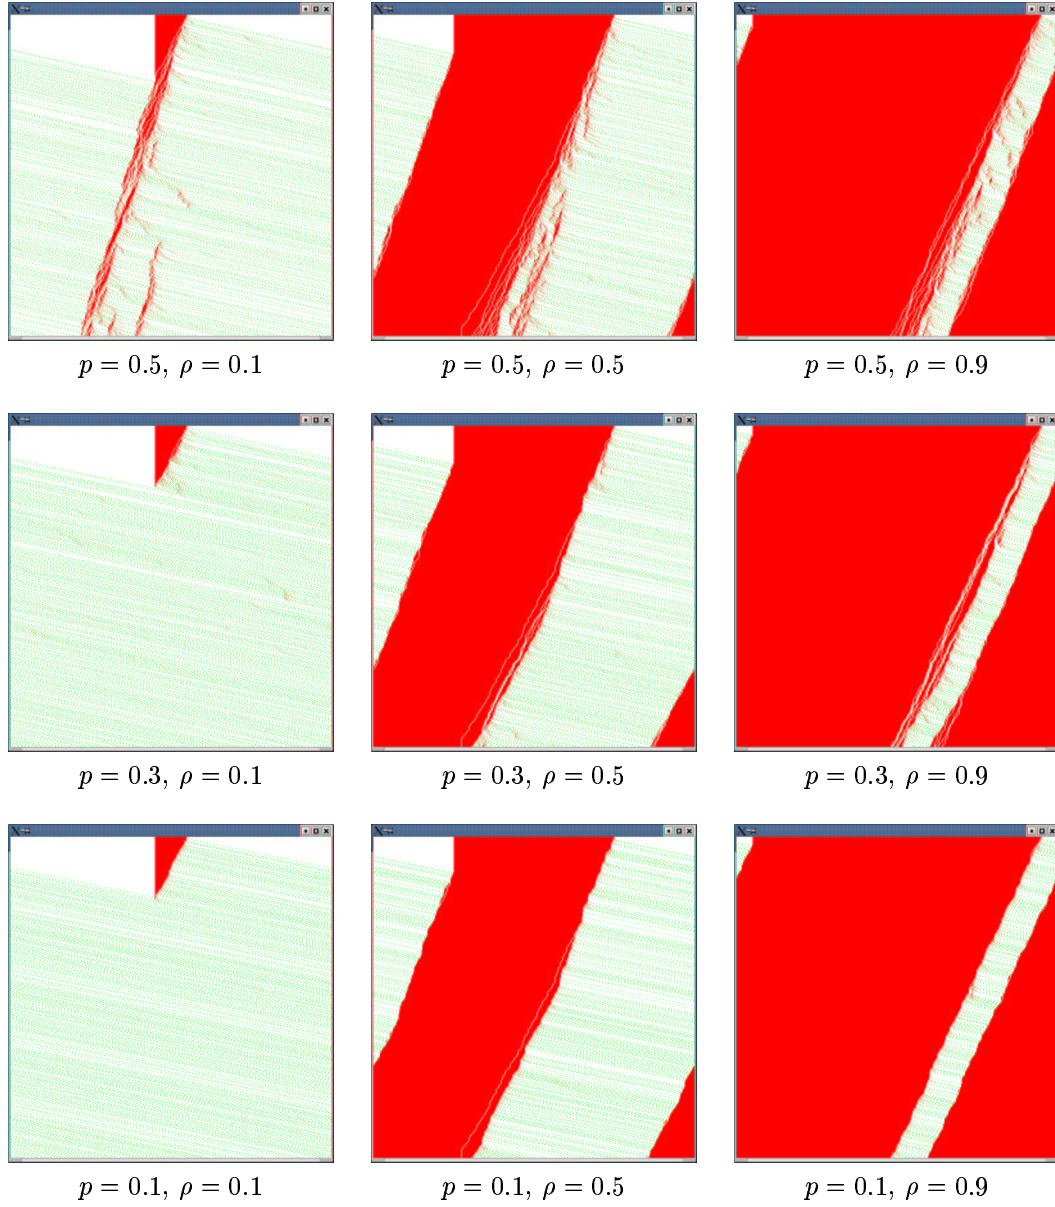 p = 0.5, ρ = 0.1
p = 0.5, ρ = 0.5
p = 0.5, ρ = 0.9
p = 0.3, ρ = 0.1
p = 0.3, ρ = 0.5
p = 0.3, ρ = 0.9
p = 0.1, ρ = 0.1
p = 0.1, ρ = 0.5
p = 0.1, ρ = 0.9